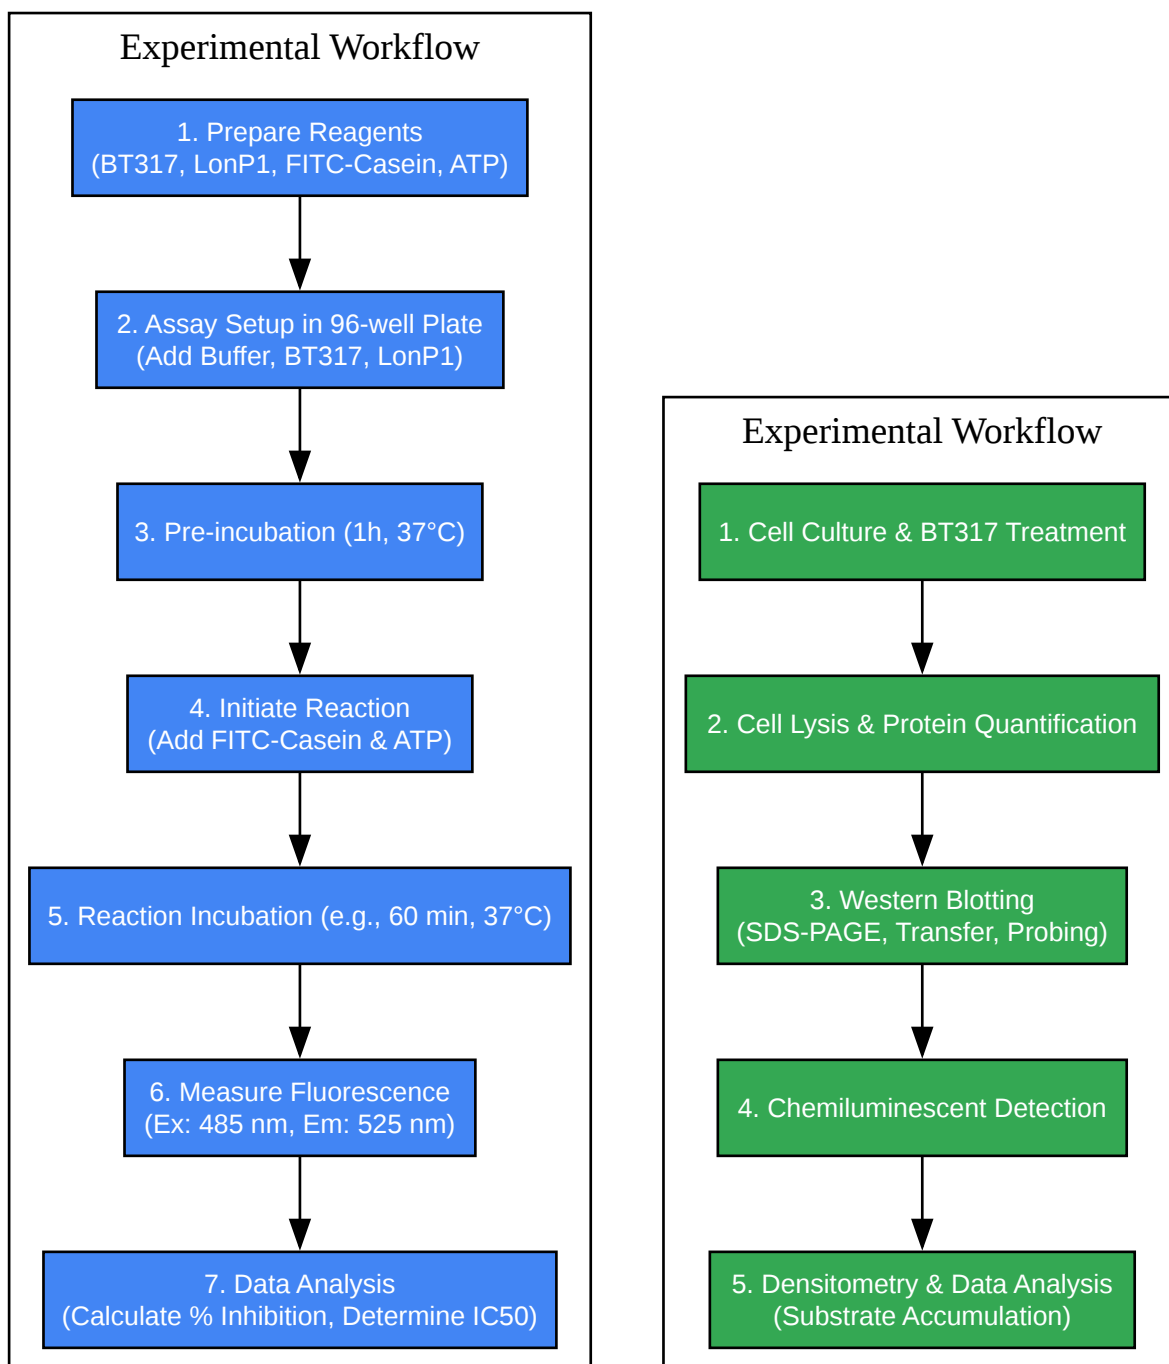 Experimental Workflow
1. Prepare Reagents
(BT317, LonP1, FITC-Casein, ATP)
2. Assay Setup in 96-well Plate
(Add Buffer, BT317, LonP1)
3. Pre-incubation (1h, 37°C)
4. Initiate Reaction
(Add FITC-Casein & ATP)
5. Reaction Incubation (e.g., 60 min, 37°C)
6. Measure Fluorescence
(Ex: 485 nm, Em: 525 nm)
7. Data Analysis
(Calculate % Inhibition, Determine IC50)
Experimental Workflow
1. Cell Culture & BT317 Treatment
2. Cell Lysis & Protein Quantification
3. Western Blotting
(SDS-PAGE, Transfer, Probing)
4. Chemiluminescent Detection
5. Densitometry & Data Analysis
(Substrate Accumulation)